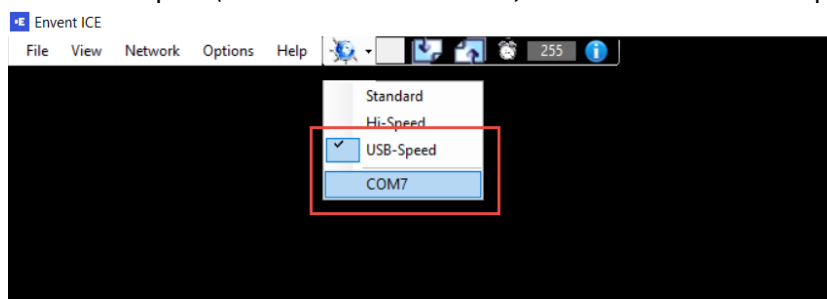 Envent ICE
File View Network Options Help 255
Standard
Hi-Speed
USB-Speed
COM7